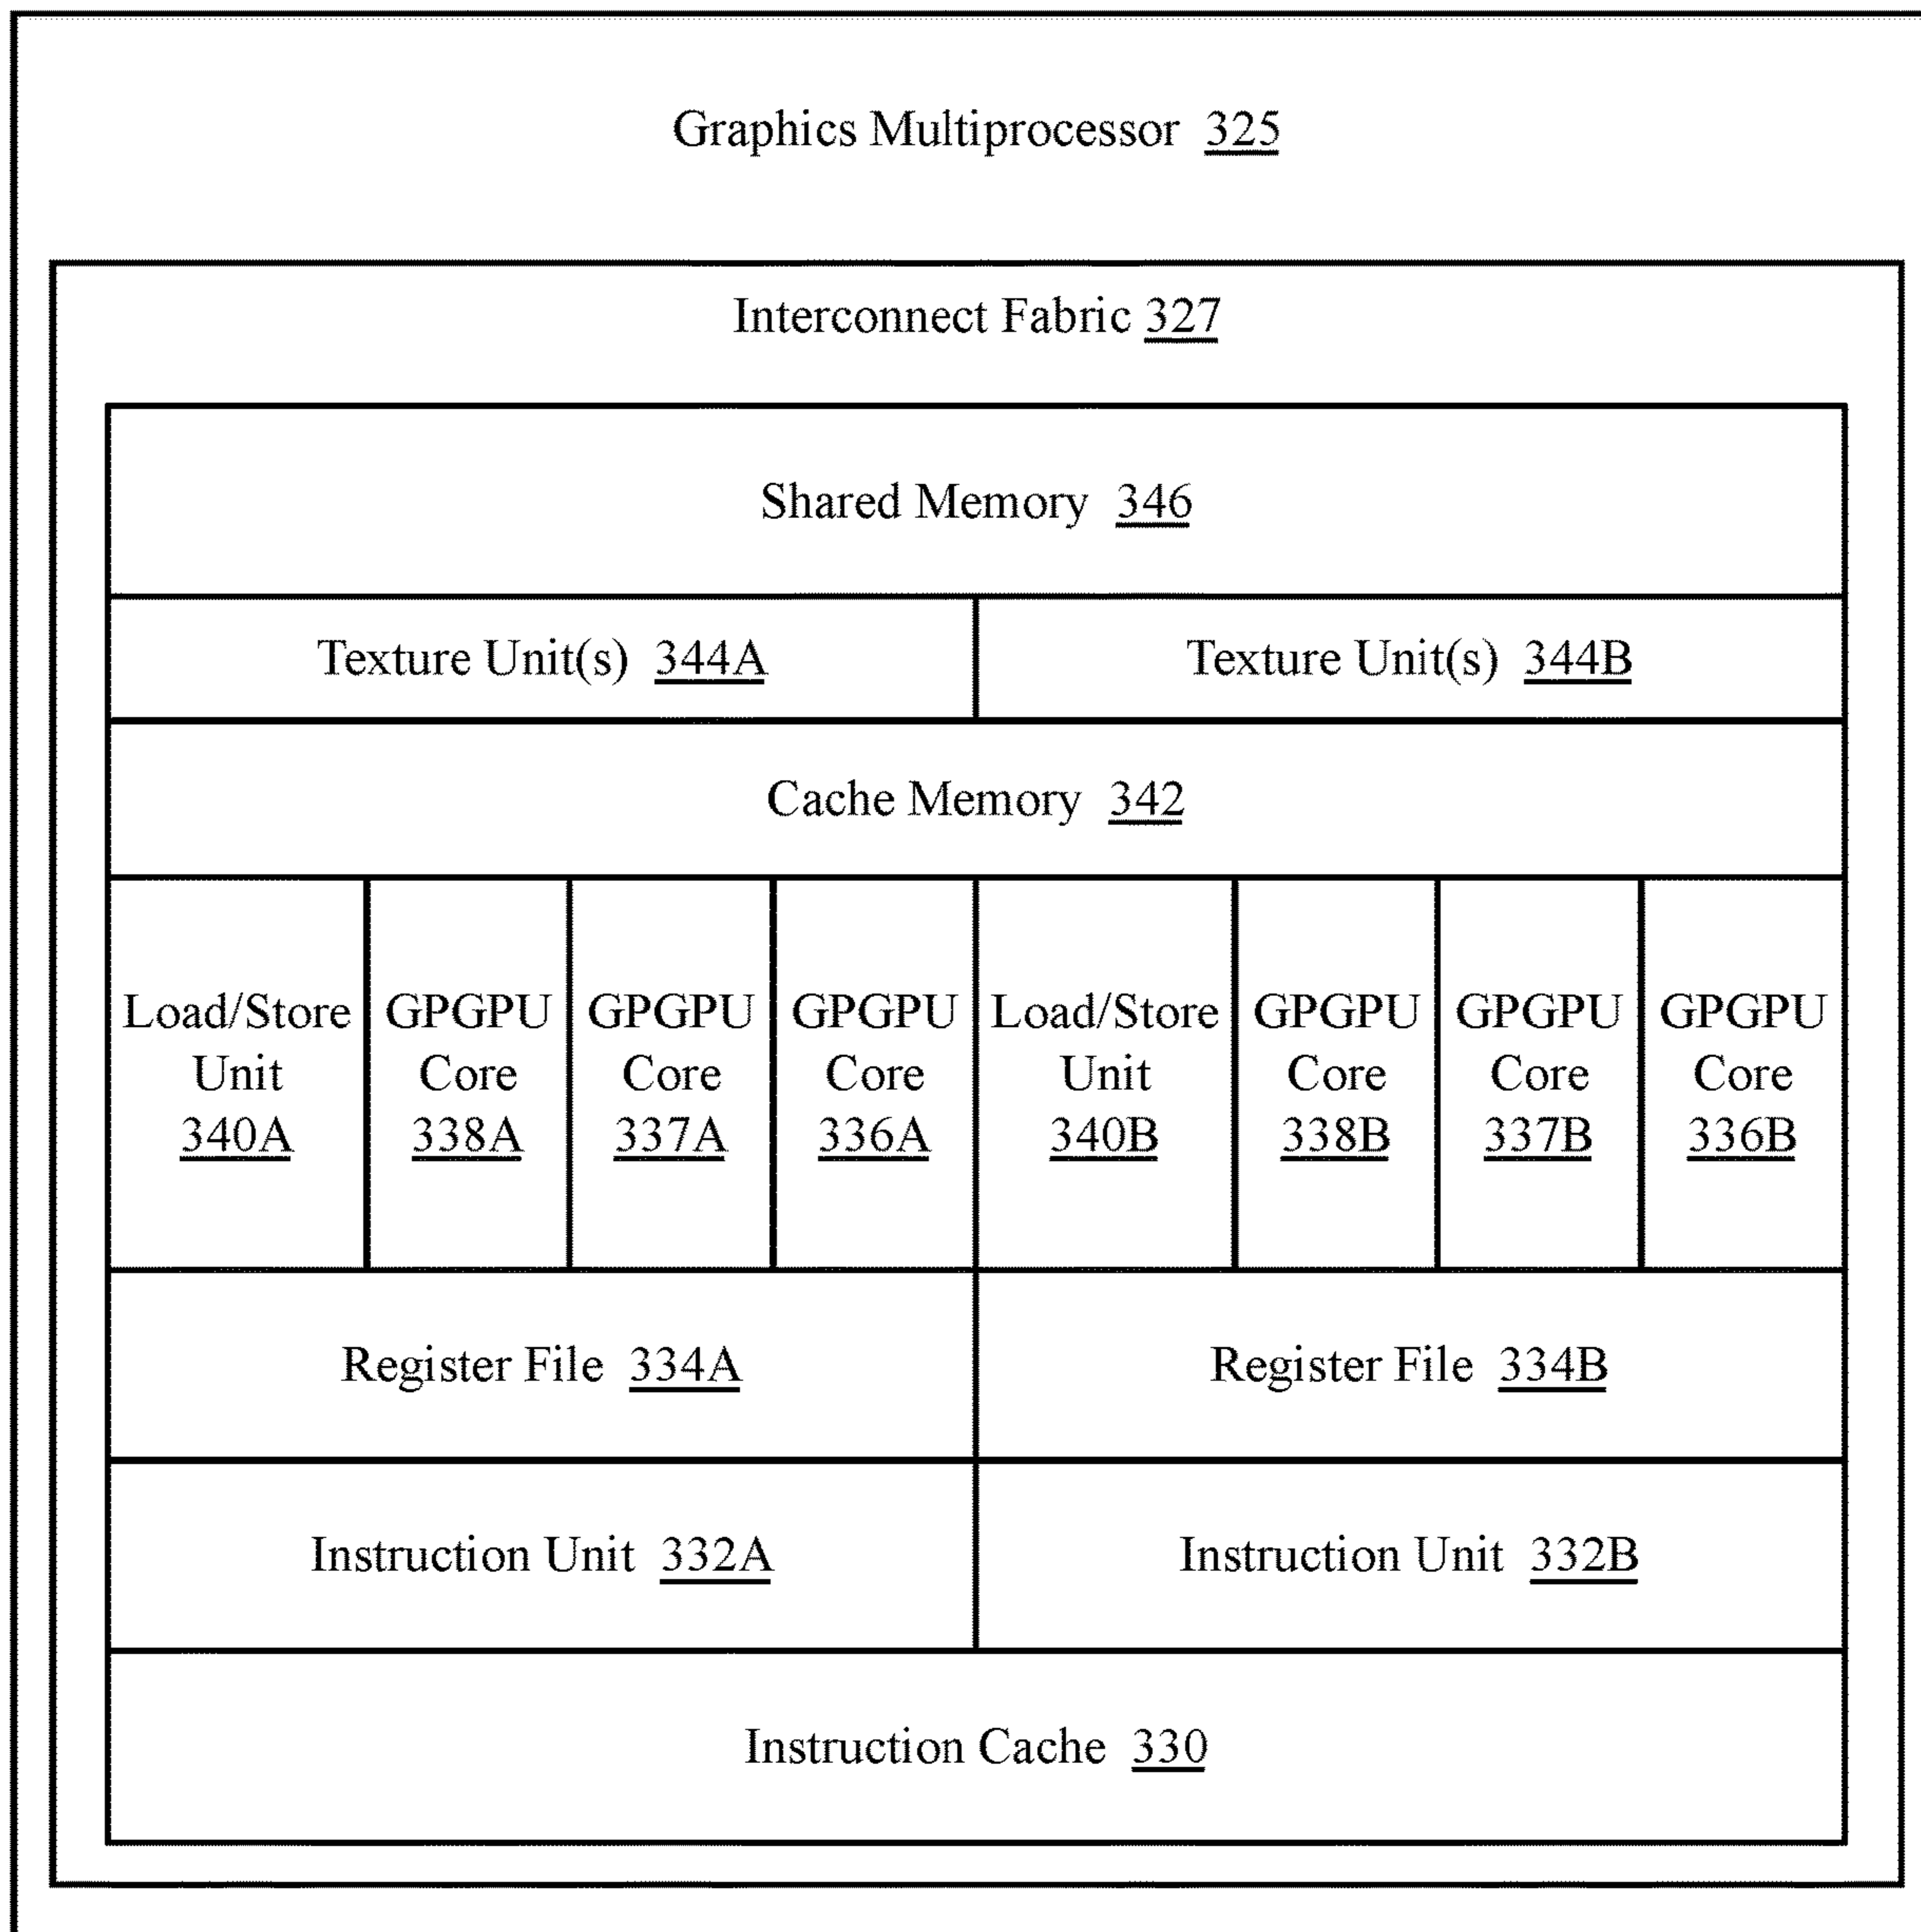 Graphics Multiprocessor 325
Interconnect Fabric 327
Shared Memory 346
Texture Unit(s) 344A
Texture Unit(s) 344B
Cache Memory 342
Load/Store
Unit
340A
GPGPU
Core
338A
GPGPU
Core
337A
GPGPU
Core
336A
Load/Store
Unit
340B
GPGPU
Core
338B
GPGPU
Core
337B
GPGPU
Core
336B
Register File 334A
Register File 334B
Instruction Unit 332A
Instruction Unit 332B
Instruction Cache 330